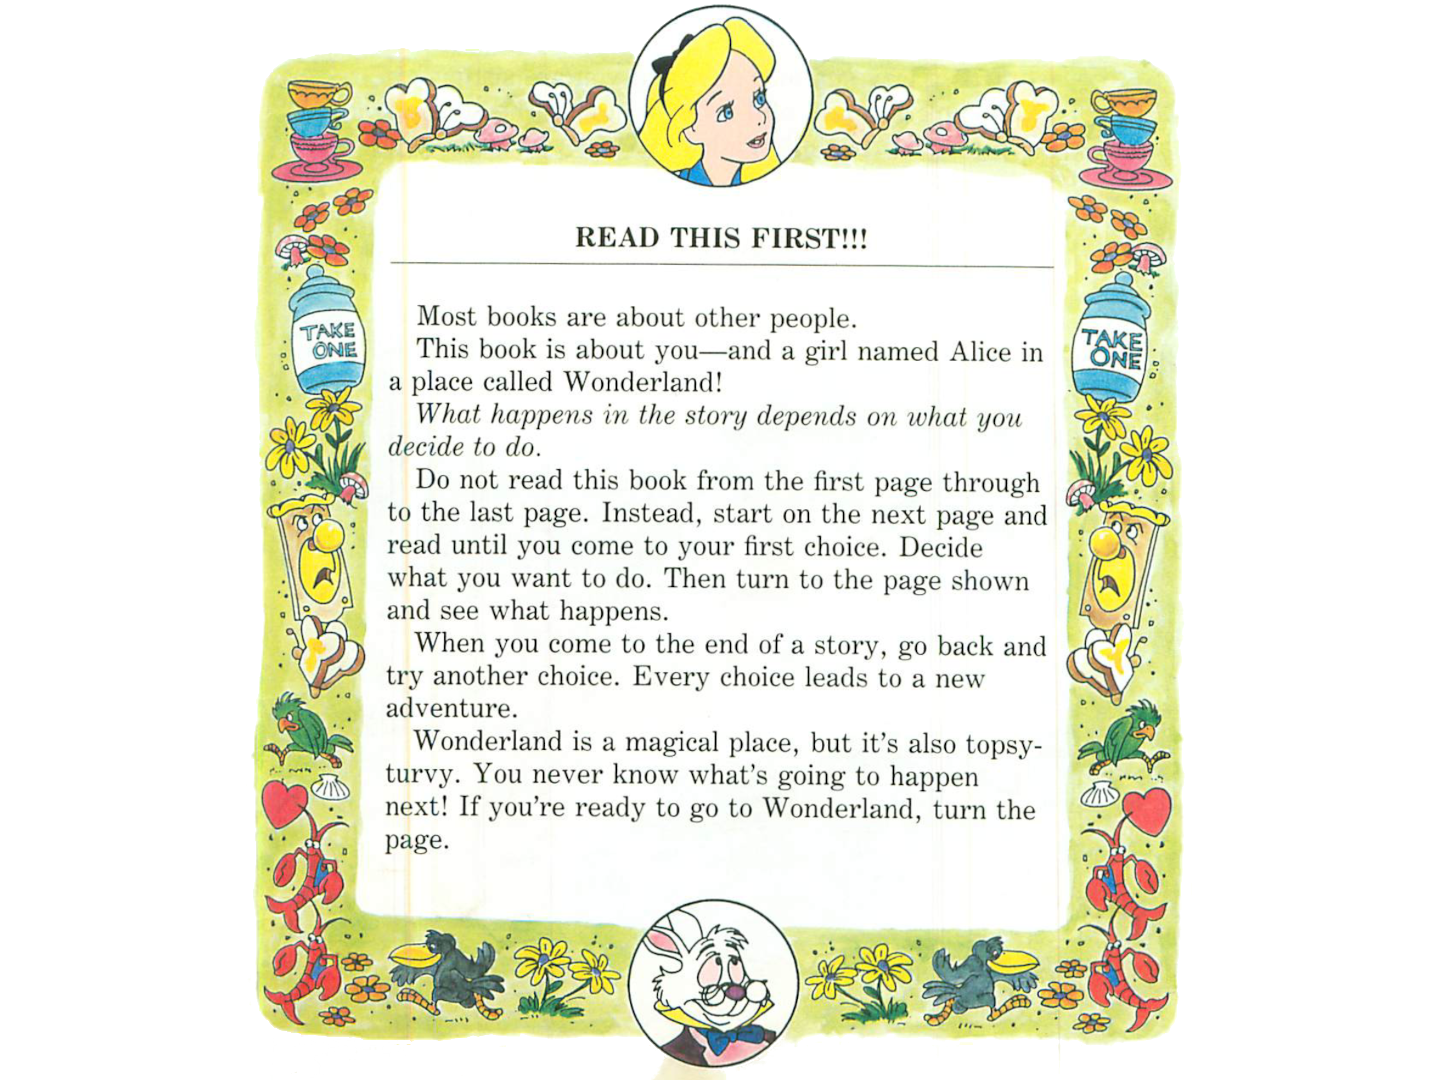 READ THIS FIRST!!!
Most books are about other people.
This book is about you—and a girl named Alice in
a place called Wonderland!
What happens in the story depends on what you
decide to do.
Do not read this book from the first page through
to the last page. Instead, start on the next page and
read until you come to your first choice. Decide
what you want to do. Then turn to the page shown
and see what happens.
When you come to the end of a story, go back and
try another choice. Every choice leads to a new
adventure.
Wonderland is a magical place, but it's also topsy-
turvy. You never know what's going to happen
next! If you're ready to go to Wonderland, turn the
page.
TAKE
ONE
TAKE
ONE